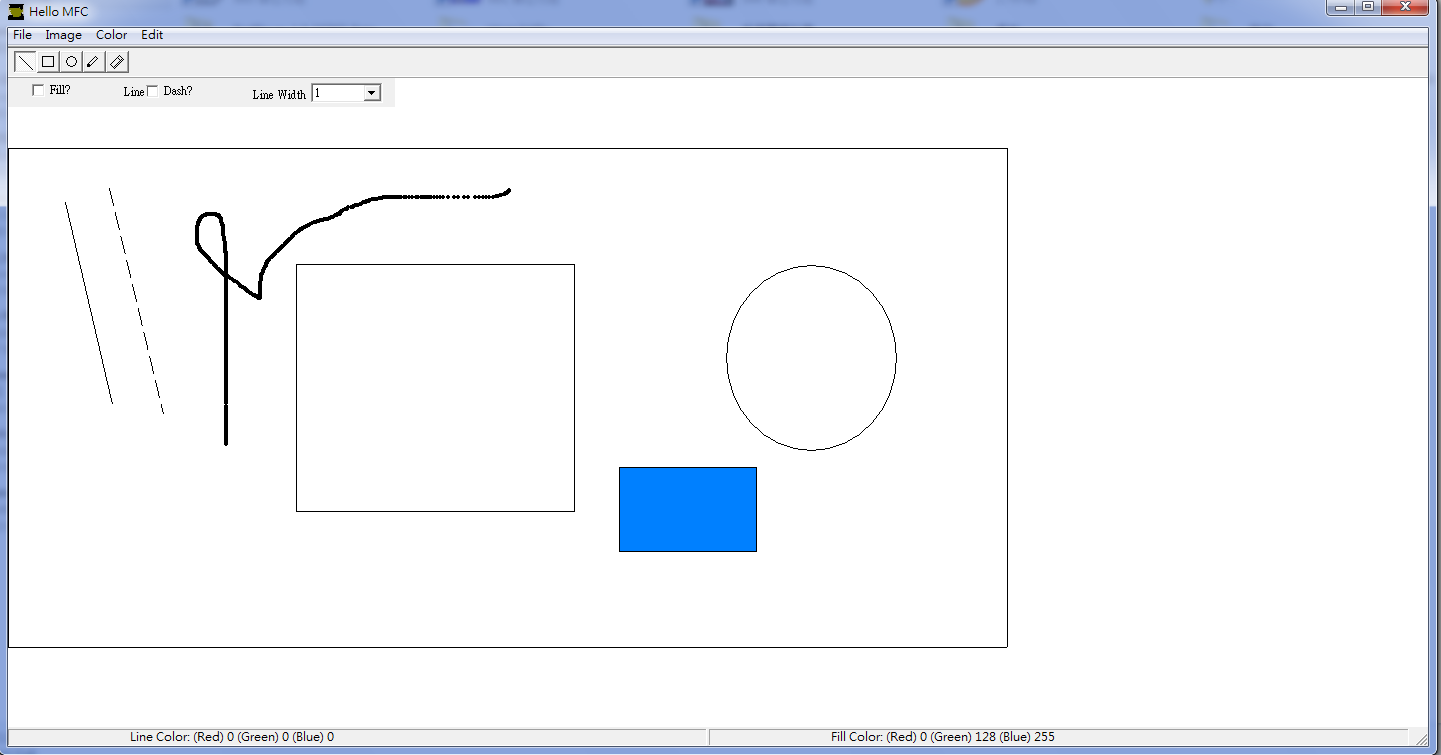 Hello MFC
File Image Color Edit
Fill? Line Dash? Line Width 1
Line Color: (Red) 0 (Green) 0 (Blue) 0 Fill Color: (Red) 0 (Green) 128 (Blue) 255